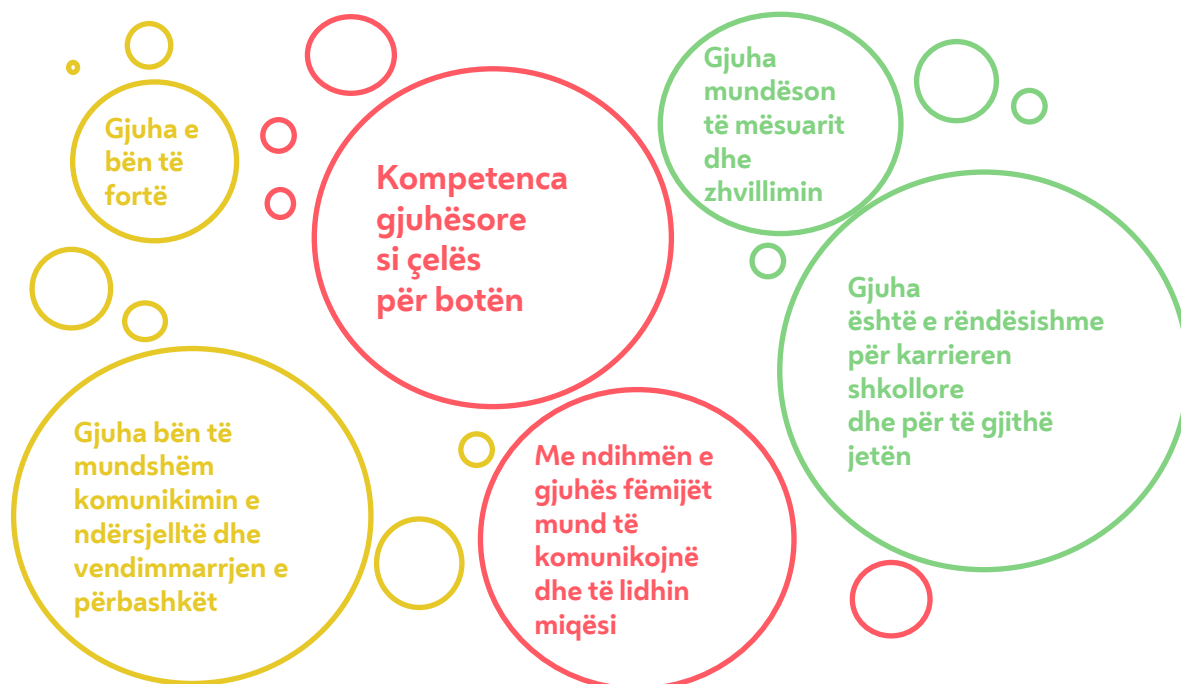 Gjuha e
bën të
fortë
Kompetenca
gjuhësore
si çelës
për botën
Gjuha
mundëson
të mësuarit
dhe
zhvillimin
Gjuha
është e rëndësishme
për karrieren
shkollore
dhe për të gjithë
jetën
Gjuha bën të
mundshëm
komunikimin e
ndërsjelltë dhe
vendimmarrjen e
përbashkët
Me ndihmën e
gjuhës fëmijët
mund të
komunikojnë
dhe të lidhin
miqësi